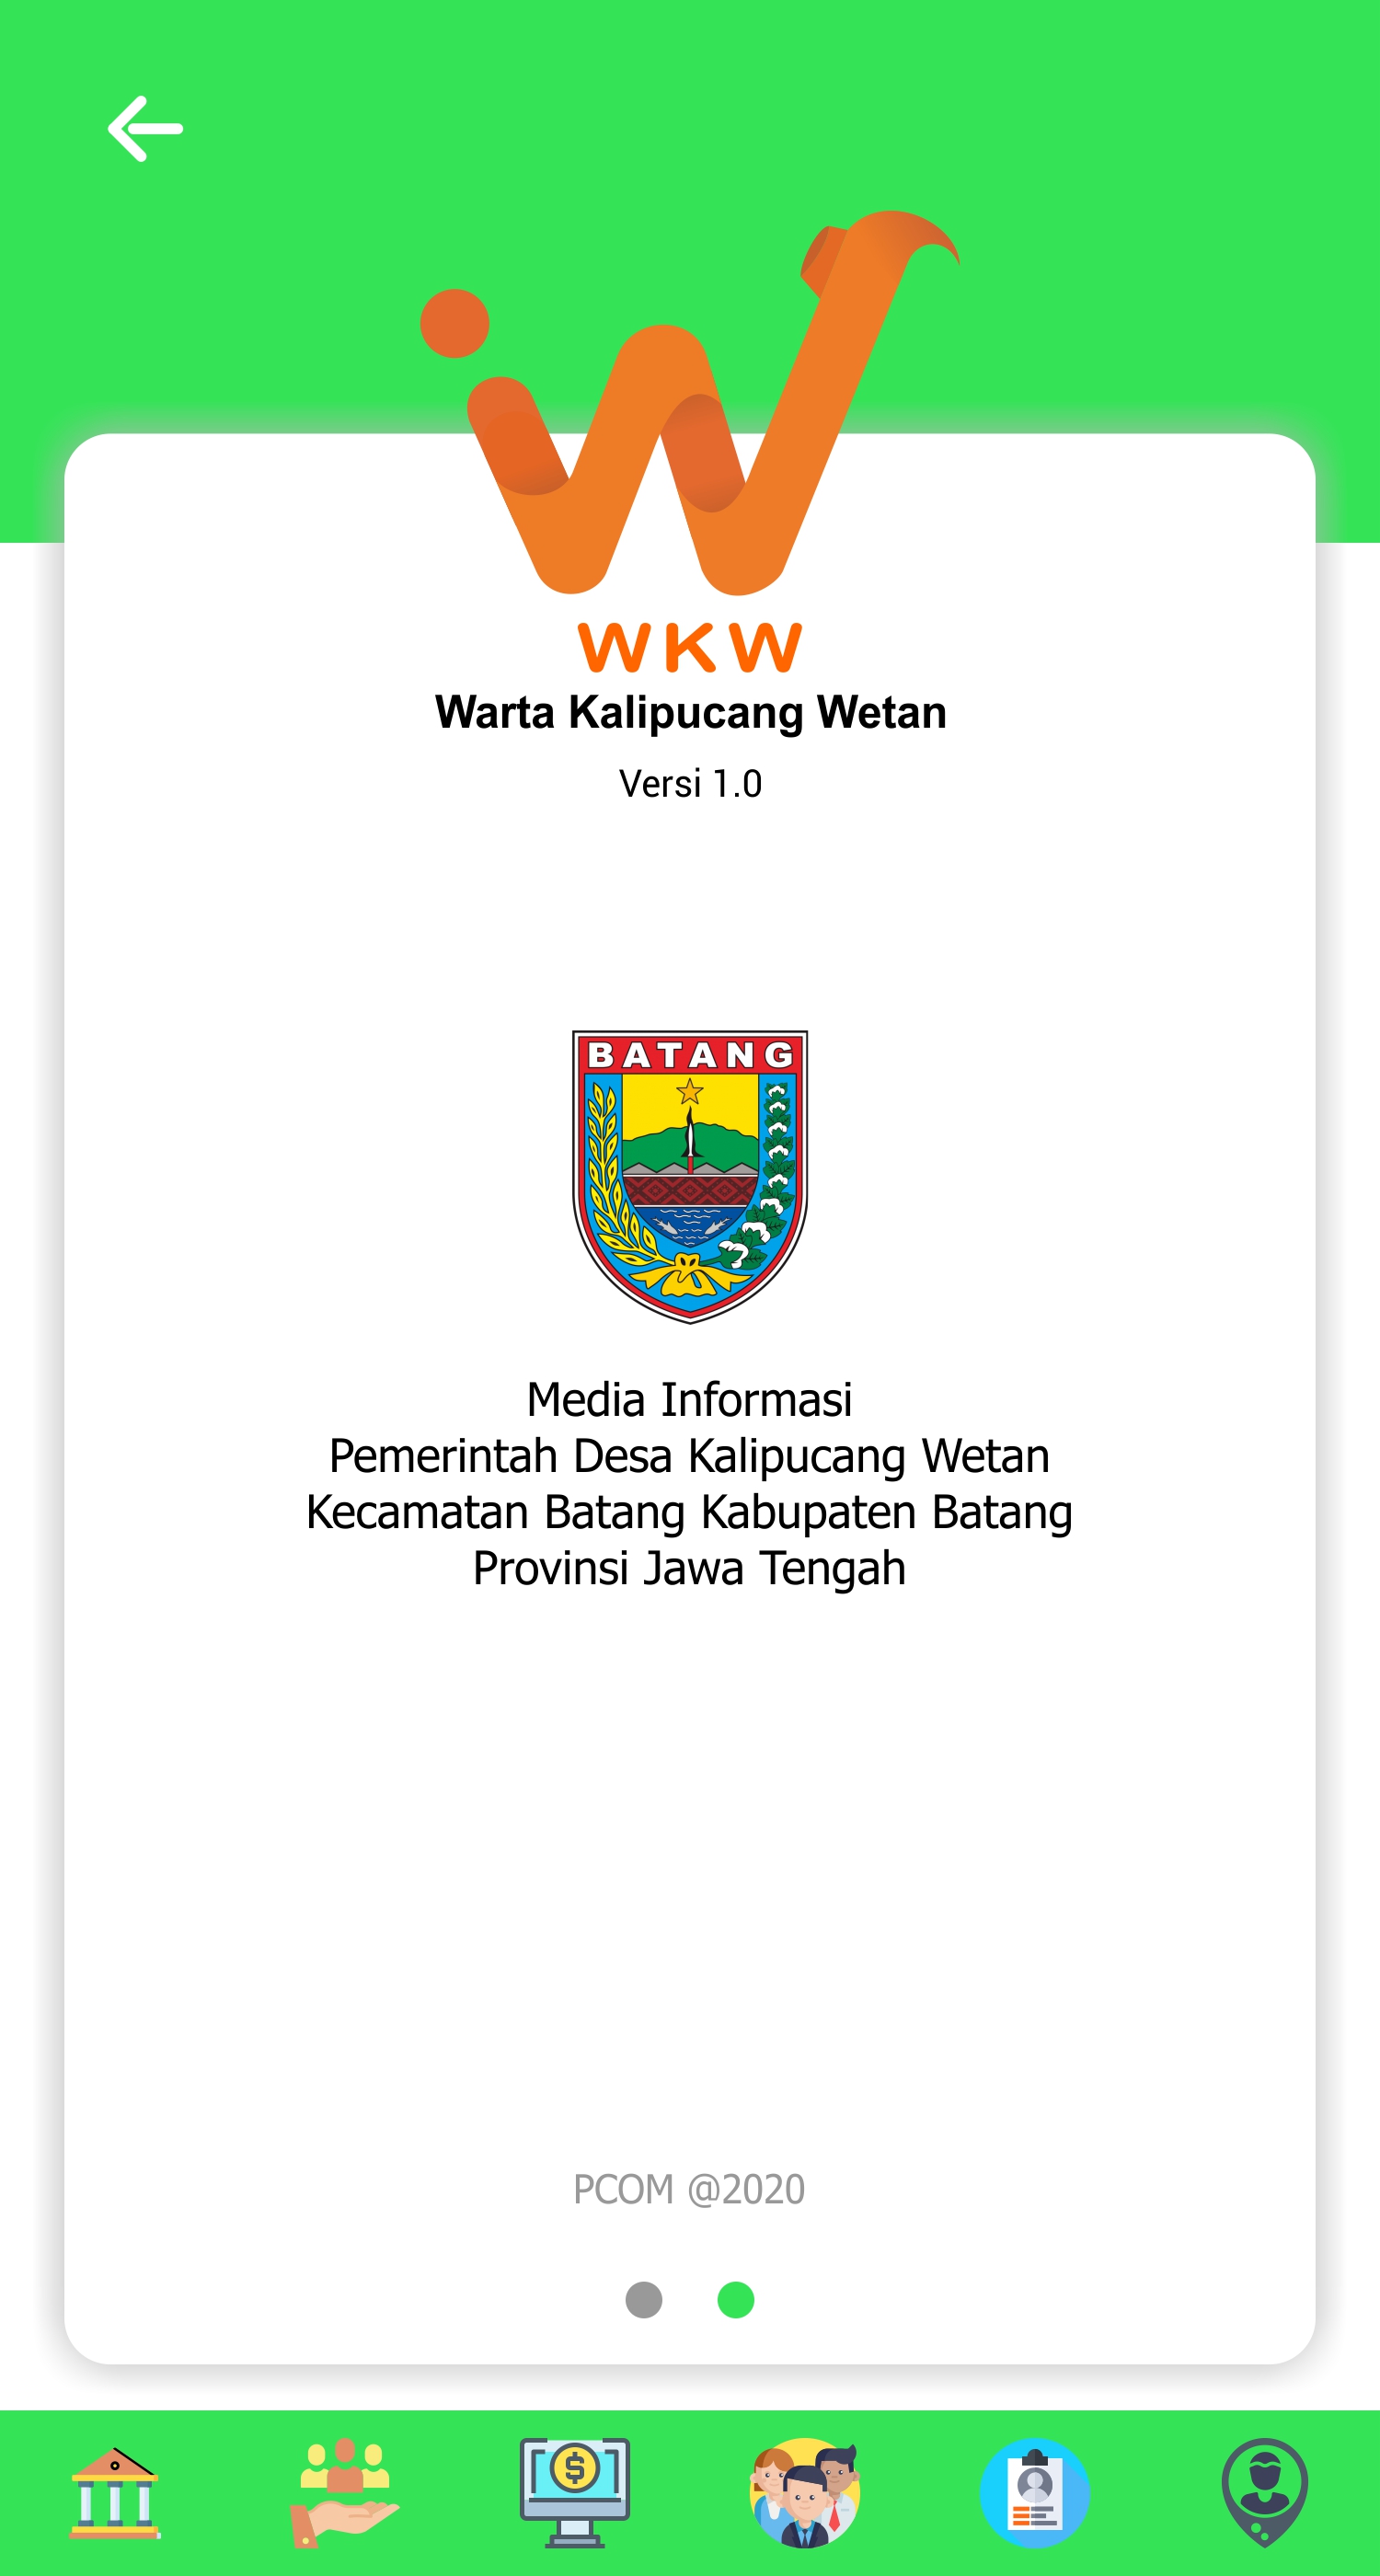 WKW
Warta Kalipucang Wetan
Versi 1.0
BATANG
Media Informasi
Pemerintah Desa Kalipucang Wetan
Kecamatan Batang Kabupaten Batang
Provinsi Jawa Tengah
PCOM @2020
$